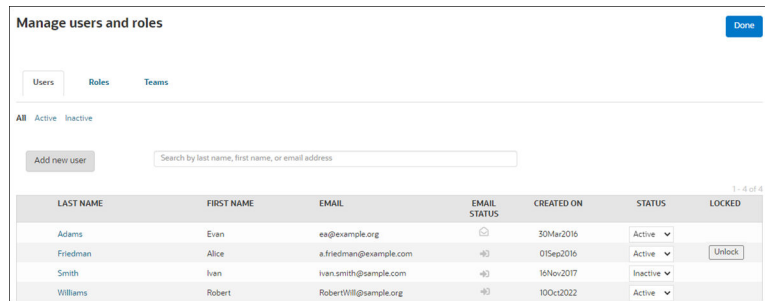 Manage users and roles
Done
Users Roles Teams
All Active Inactive
Add new user
Search by last name, first name, or email address
1 - 4 of 4
LAST NAME FIRST NAME EMAIL EMAIL STATUS CREATED ON STATUS LOCKED
Adams Evan ea@example.org 30Mar2016 Active
Friedman Alice a.friedman@example.com 01Sep2016 Active Unlock
Smith Ivan ivan.smith@sample.com 16Nov2017 Inactive
Williams Robert RobertWill@sample.org 10Oct2022 Active